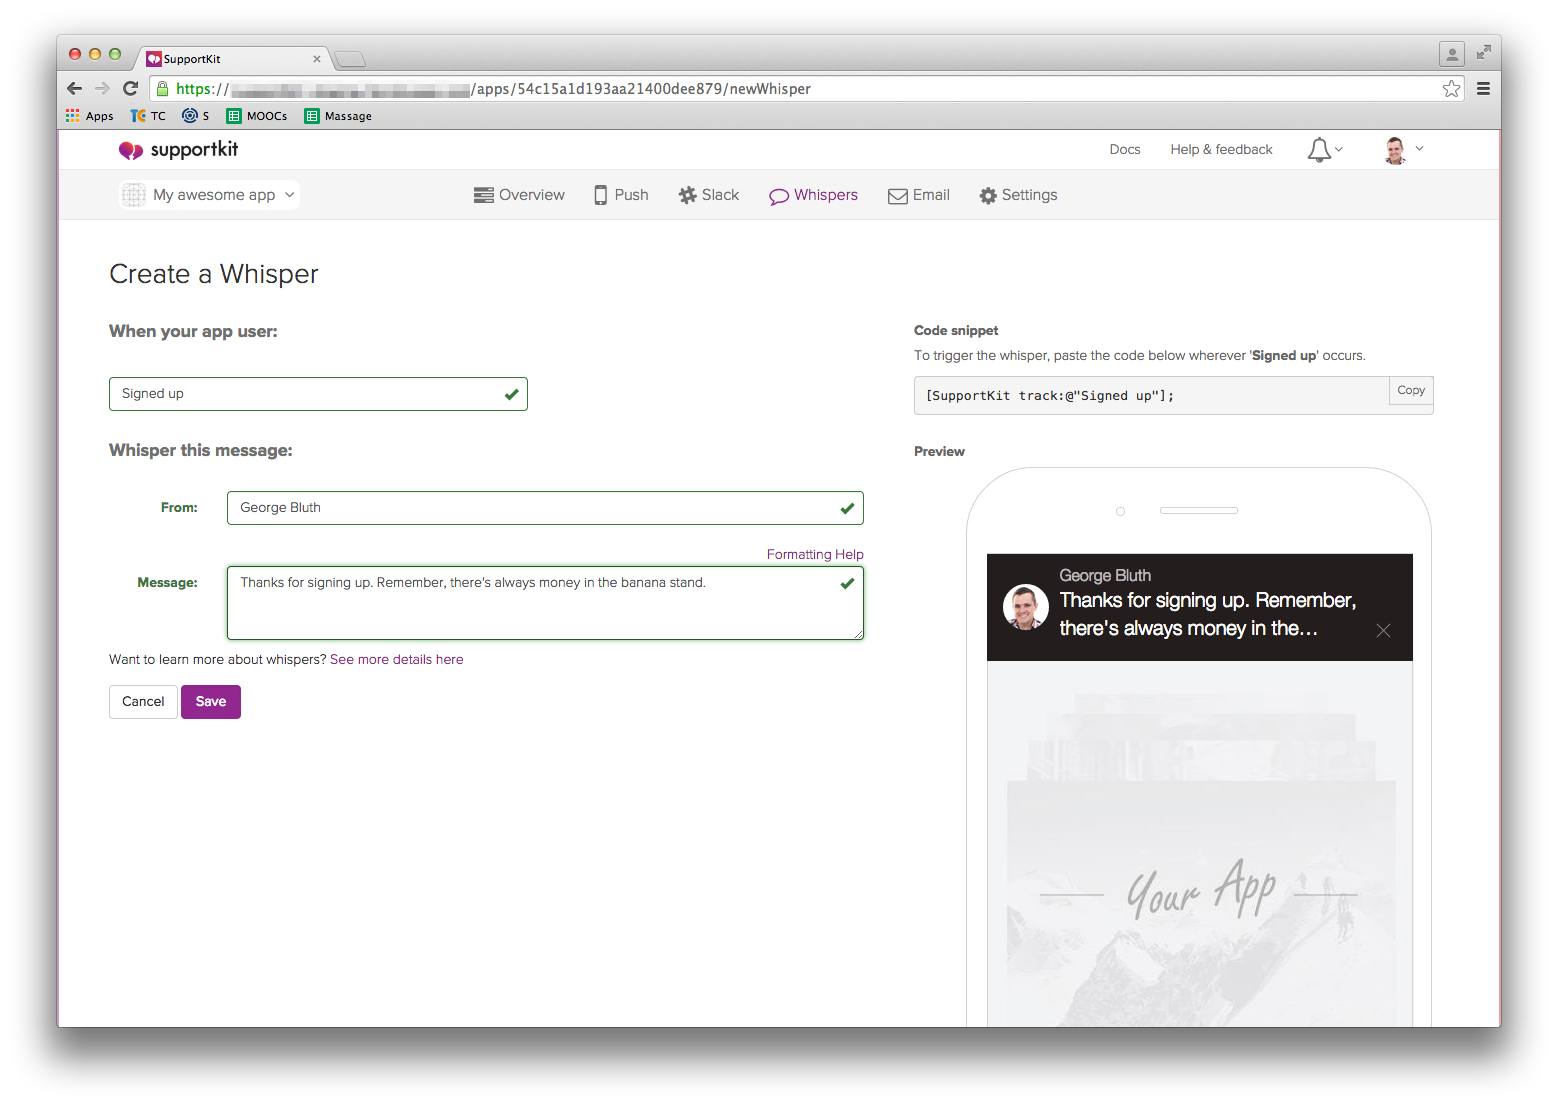 SupportKit
https://
/apps/54c15a1d193aa21400dee879/newWhisper
Apps TC S MOOCs Massage
supportkit Docs Help & feedback
My awesome app Overview Push Slack Whispers Email Settings
Create a Whisper
When your app user:
Signed up
Whisper this message:
From: George Bluth
Formatting Help
Message: Thanks for signing up. Remember, there's always money in the banana stand.
Want to learn more about whispers? See more details here
Cancel Save
Code snippet
To trigger the whisper, paste the code below wherever 'Signed up' occurs.
[SupportKit track:@"Signed up"]; Copy
Preview
George Bluth
Thanks for signing up. Remember,
there's always money in the...
Your App